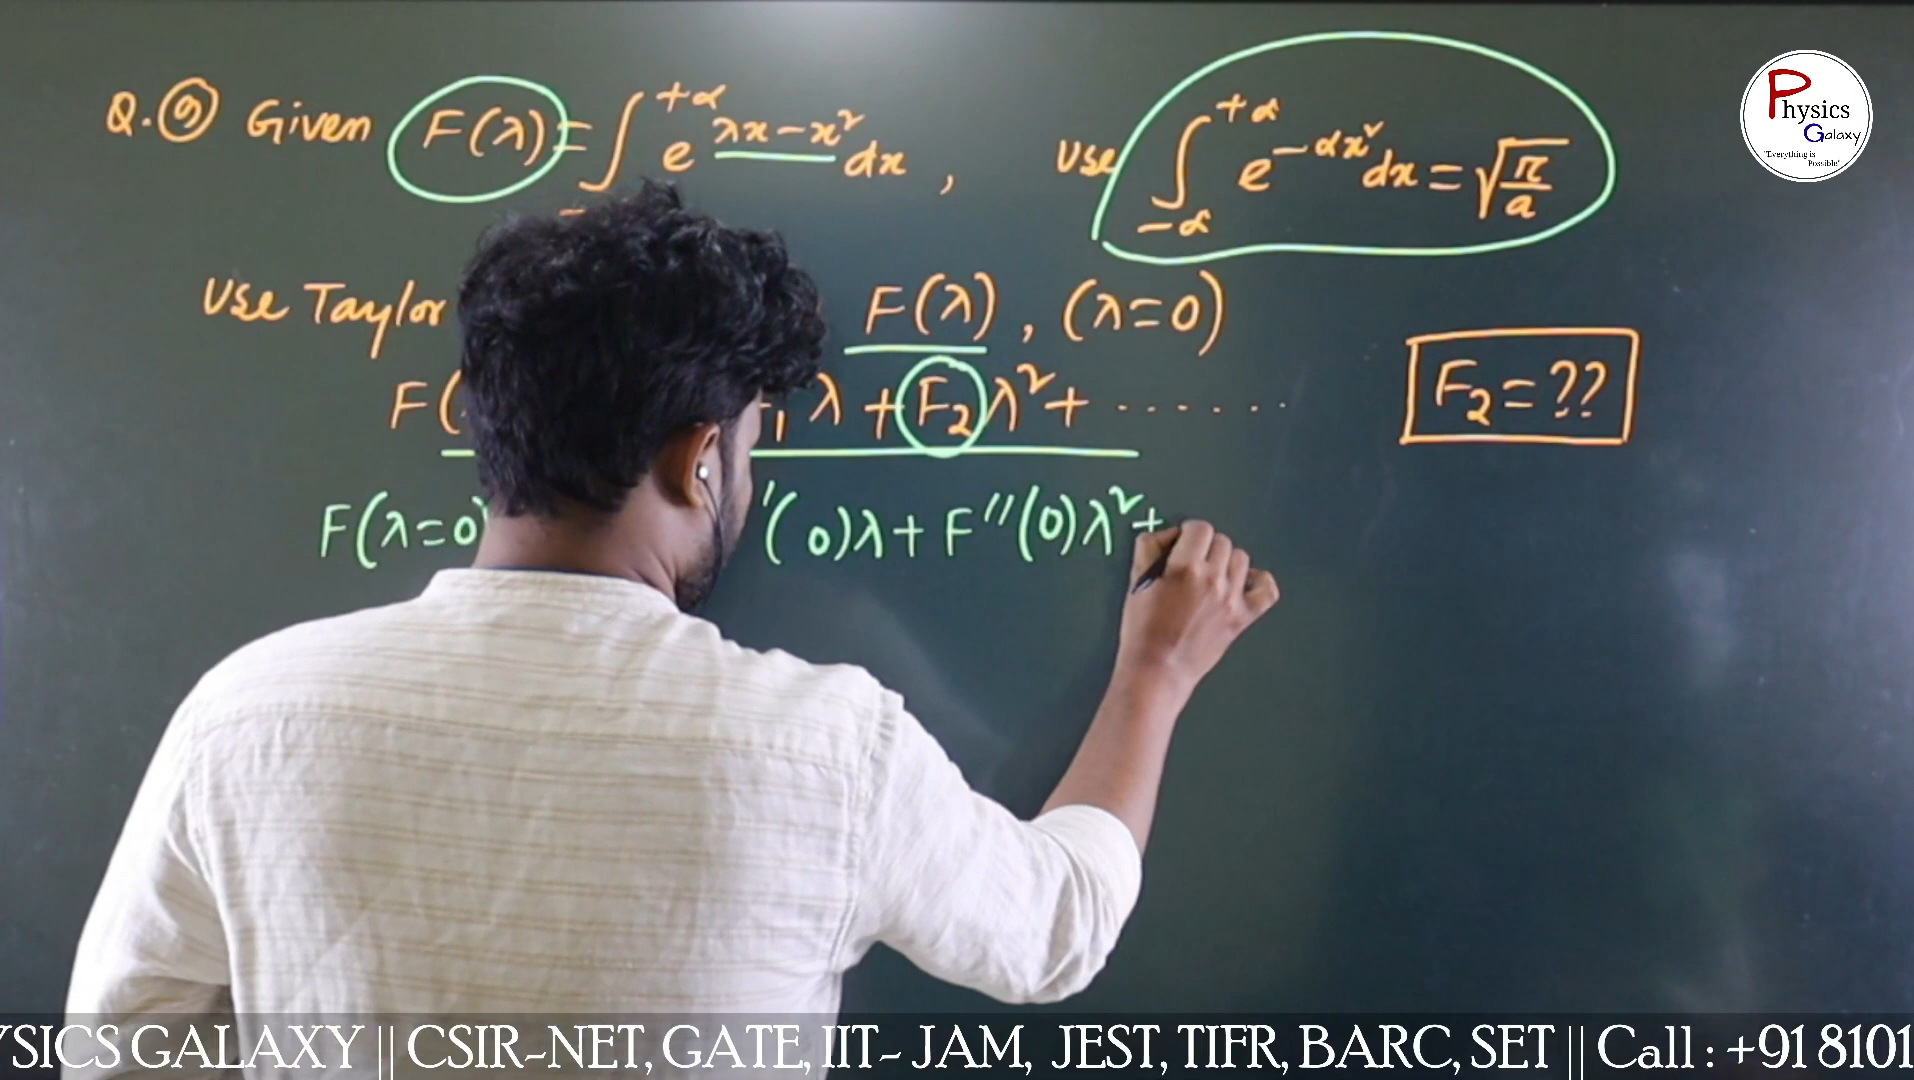 Q. 9 Given F(λ) = ∫ e^{λx-x²} dx , Use ∫_{-α}^{+α} e^{-αx²} dx = √(π/a)
+α
Use Taylor F(λ) , (λ=0)
F( λ + F₂ λ² + . . . . . .
F₂ = ??
F(λ=0) '(0)λ + F''(0)λ² +
Physics
Galaxy
"Everything is
Possible"
YSICS GALAXY || CSIR-NET, GATE, IIT- JAM, JEST, TIFR, BARC, SET || Call : +91 8101